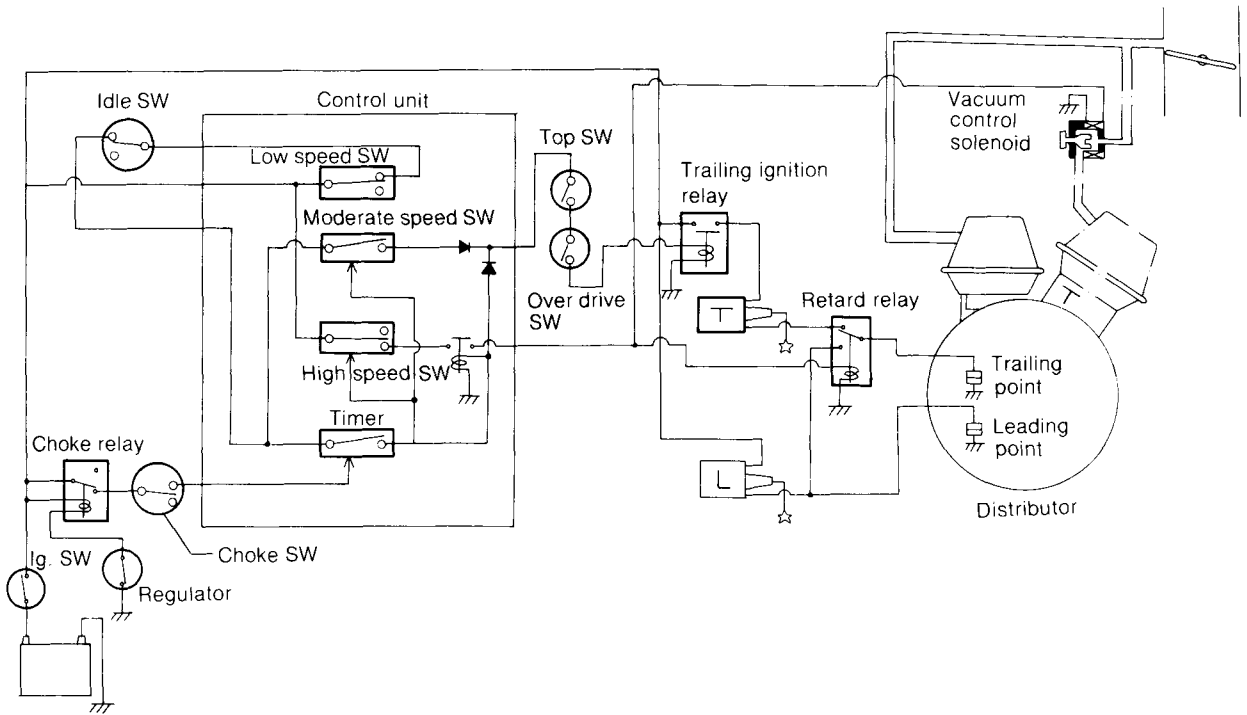 Idle SW
Control unit
Vacuum
control
solenoid
Low speed SW
Top SW
Trailing ignition
relay
Moderate speed SW
Over drive
SW
T
T
Retard relay
High speed SW
Trailing
point
Timer
Leading
point
Choke relay
L
Distributor
Choke SW
Ig. SW
Regulator